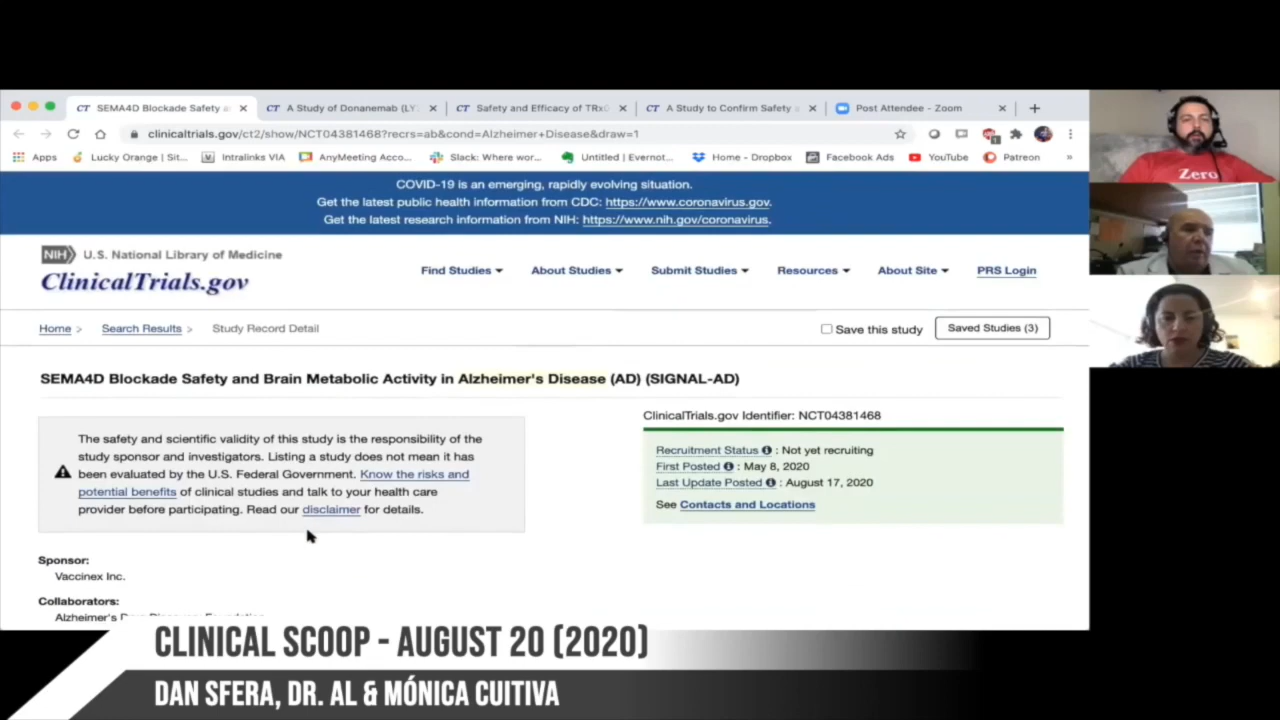 SEMA4D Blockade Safety a
A Study of Donanemab (LY
Safety and Efficacy of TRx0
A Study to Confirm Safety
Post Attendee - Zoom
clinicaltrials.gov/ct2/show/NCT04381468?recrs=ab&cond=Alzheimer+Disease&draw=1
Apps
Lucky Orange | Sit...
Intralinks VIA
AnyMeeting Acco...
Slack: Where wor...
Untitled | Evernot...
Home - Dropbox
Facebook Ads
YouTube
Patreon
»
COVID-19 is an emerging, rapidly evolving situation.
Get the latest public health information from CDC: https://www.coronavirus.gov.
Get the latest research information from NIH: https://www.nih.gov/coronavirus.
Zero
NIH U.S. National Library of Medicine
ClinicalTrials.gov
Find Studies
About Studies
Submit Studies
Resources
About Site
PRS Login
Home >
Search Results >
Study Record Detail
Save this study
Saved Studies (3)
SEMA4D Blockade Safety and Brain Metabolic Activity in Alzheimer's Disease (AD) (SIGNAL-AD)
The safety and scientific validity of this study is the responsibility of the
study sponsor and investigators. Listing a study does not mean it has
been evaluated by the U.S. Federal Government. Know the risks and
potential benefits of clinical studies and talk to your health care
provider before participating. Read our disclaimer for details.
ClinicalTrials.gov Identifier: NCT04381468
Recruitment Status : Not yet recruiting
First Posted : May 8, 2020
Last Update Posted : August 17, 2020
See Contacts and Locations
Sponsor:
Vaccinex Inc.
Collaborators:
Alzheimer's
CLINICAL SCOOP - AUGUST 20 (2020)
DAN SFERA, DR. AL & MÓNICA CUITIVA